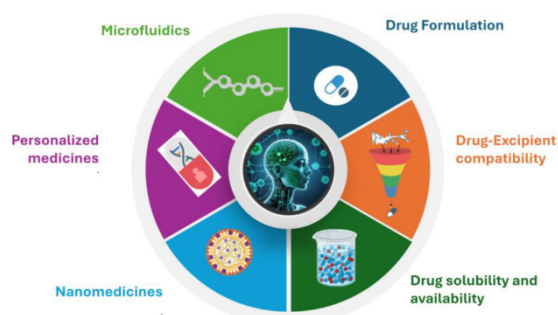 Microfluidics
Drug Formulation
Personalized
medicines
Drug-Excipient
compatibility
Nanomedicines
Drug solubility and
availability